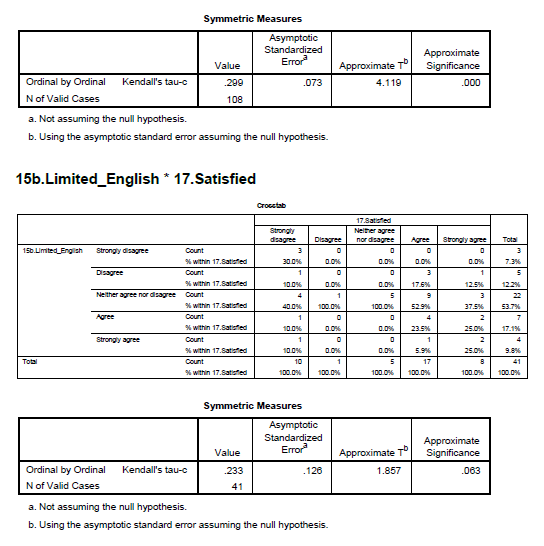 Symmetric Measures
Value Asymptotic Standardized Error^a Approximate T^b Approximate Significance
Ordinal by Ordinal Kendall's tau-c .299 .073 4.119 .000
N of Valid Cases 108
a. Not assuming the null hypothesis.
b. Using the asymptotic standard error assuming the null hypothesis.
15b.Limited_English * 17.Satisfied
Crosstab
17.Satisfied
Strongly disagree Disagree Neither agree nor disagree Agree Strongly agree Total
15b.Limited_English Strongly disagree Count 3 0 0 0 0 3
% within 17.Satisfied 30.0% 0.0% 0.0% 0.0% 0.0% 7.3%
Disagree Count 1 0 0 3 1 5
% within 17.Satisfied 10.0% 0.0% 0.0% 17.6% 12.5% 12.2%
Neither agree nor disagree Count 4 1 5 9 3 22
% within 17.Satisfied 40.0% 100.0% 100.0% 52.9% 37.5% 53.7%
Agree Count 1 0 0 4 2 7
% within 17.Satisfied 10.0% 0.0% 0.0% 23.5% 25.0% 17.1%
Strongly agree Count 1 0 0 1 2 4
% within 17.Satisfied 10.0% 0.0% 0.0% 5.9% 25.0% 9.8%
Total Count 10 1 5 17 8 41
% within 17.Satisfied 100.0% 100.0% 100.0% 100.0% 100.0% 100.0%
Symmetric Measures
Value Asymptotic Standardized Error^a Approximate T^b Approximate Significance
Ordinal by Ordinal Kendall's tau-c .233 .126 1.857 .063
N of Valid Cases 41
a. Not assuming the null hypothesis.
b. Using the asymptotic standard error assuming the null hypothesis.